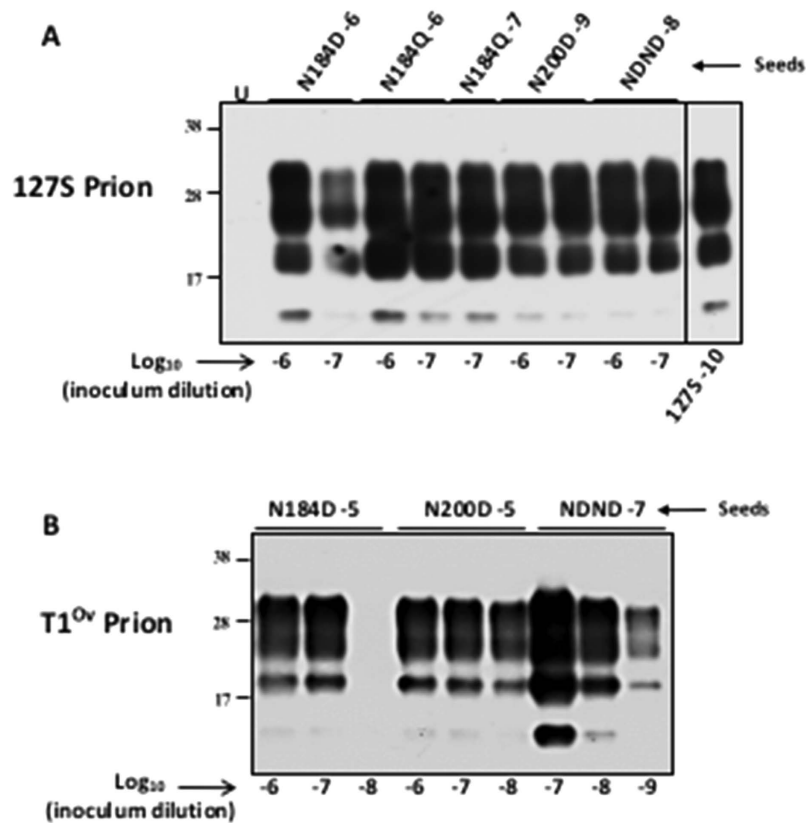 A
N184D -6
N184Q -6
N184Q -7
N200D -9
NDND -8
Seeds
U
38
127S Prion
28
17
Log₁₀
-6 -7 -6 -7 -7 -6 -7 -6 -7
(inoculum dilution)
127S -10
B
N184D -5 N200D -5 NDND -7 Seeds
38
T1ᴼᵛ Prion
28
17
Log₁₀
-6 -7 -8 -6 -7 -8 -7 -8 -9
(inoculum dilution)